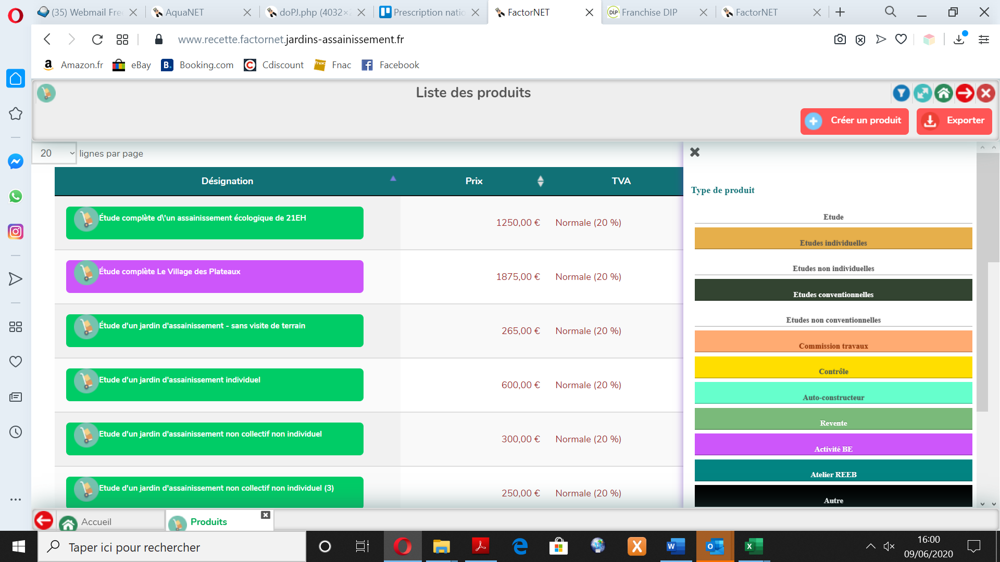 (35) Webmail Fre
AquaNET
doPJ.php (4032×
Prescription natio
FactorNET
Franchise DIP
FactorNET
www.recette.factornet.jardins-assainissement.fr
Amazon.fr
eBay
Booking.com
Cdiscount
Fnac
Facebook
Liste des produits
Créer un produit
Exporter
20 lignes par page
Désignation Prix TVA
Étude complète d\'un assainissement écologique de 21EH 1250,00 € Normale (20 %)
Étude complète Le Village des Plateaux 1875,00 € Normale (20 %)
Étude d'un jardin d'assainissement - sans visite de terrain 265,00 € Normale (20 %)
Etude d'un jardin d'assainissement individuel 600,00 € Normale (20 %)
Etude d'un jardin d'assainissement non collectif non individuel 300,00 € Normale (20 %)
Etude d'un jardin d'assainissement non collectif non individuel (3) 250,00 € Normale (20 %)
Type de produit
Etude
Etudes individuelles
Etudes non individuelles
Etudes conventionnelles
Etudes non conventionnelles
Commission travaux
Contrôle
Auto-constructeur
Revente
Activité BE
Atelier REEB
Autre
Accueil
Produits
Taper ici pour rechercher
16:00
09/06/2020